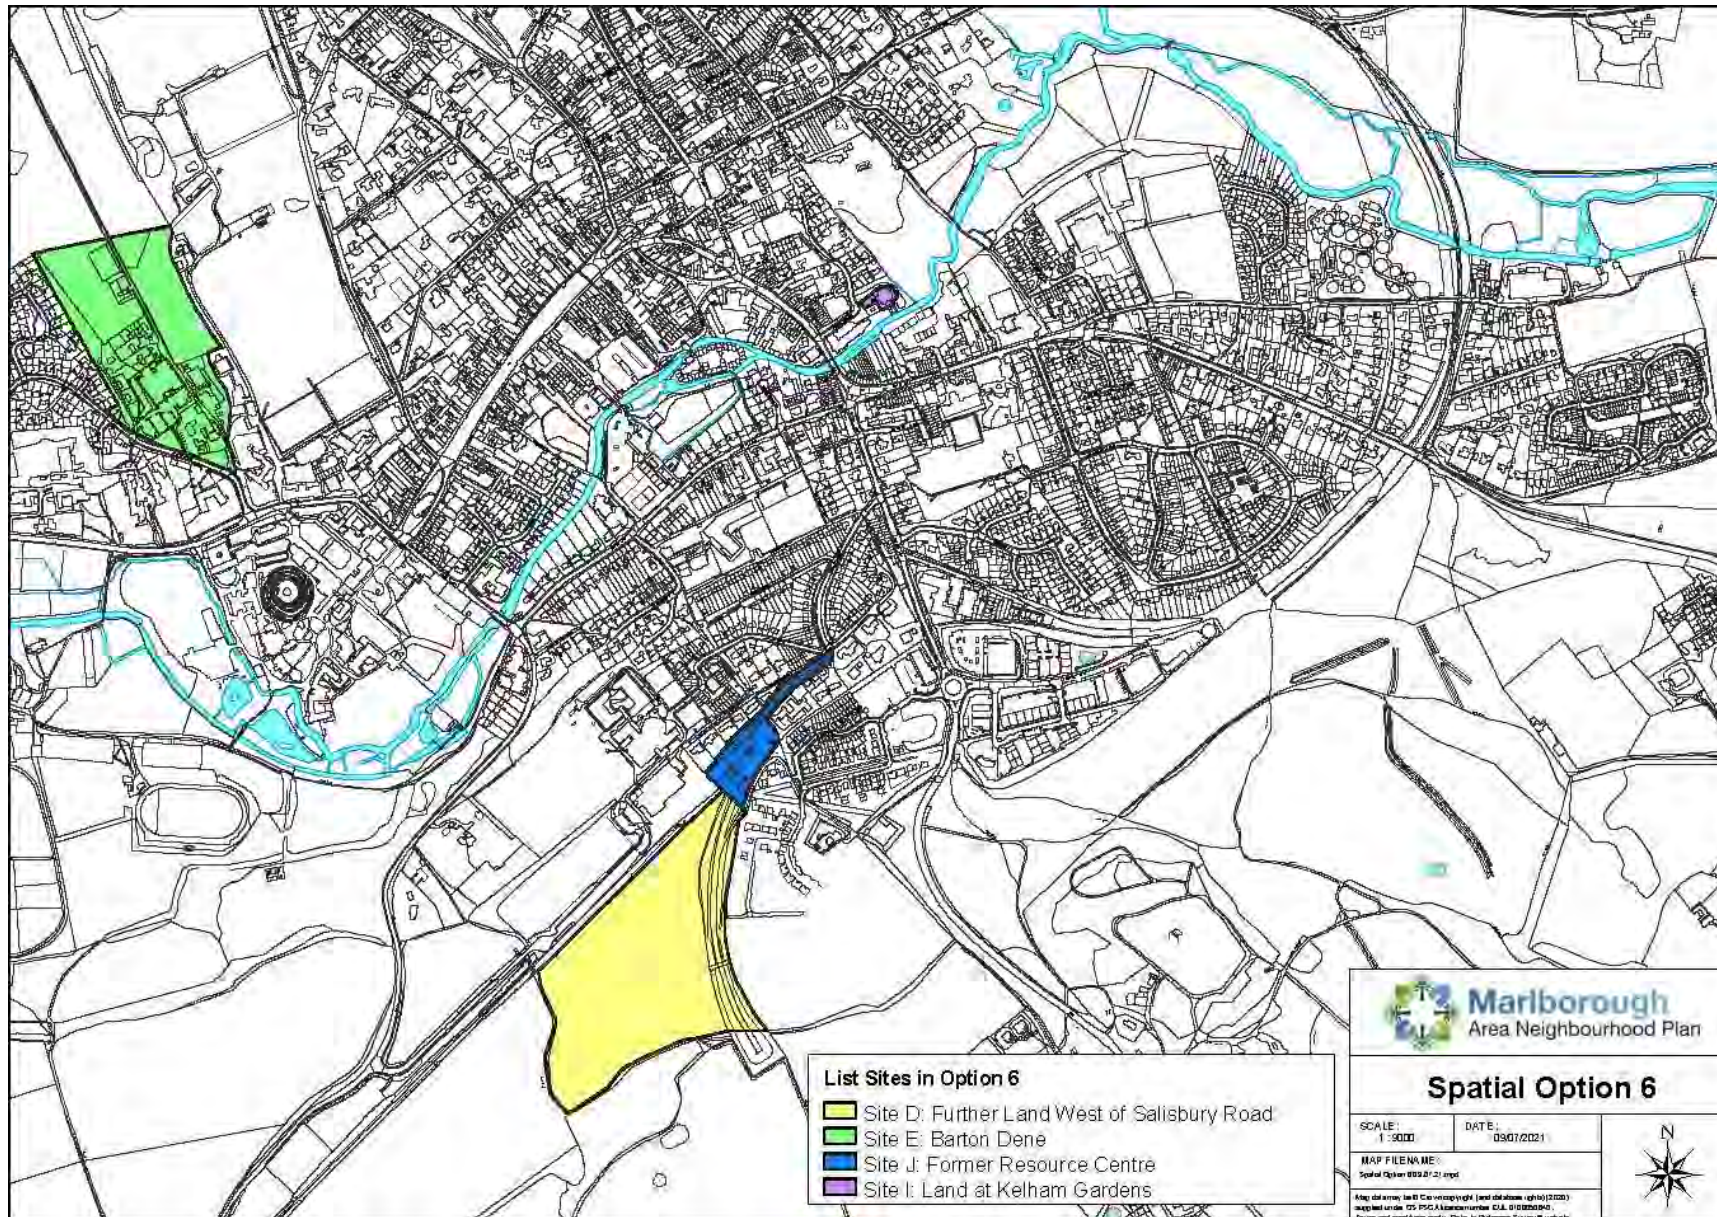 List Sites in Option 6
Site D: Further Land West of Salisbury Road
Site E: Barton Dene
Site J: Former Resource Centre
Site I: Land at Kelham Gardens
Marlborough
Area Neighbourhood Plan
Spatial Option 6
SCALE:
1 :9000
DATE:
09/07/2021
MAP FILENAME:
N